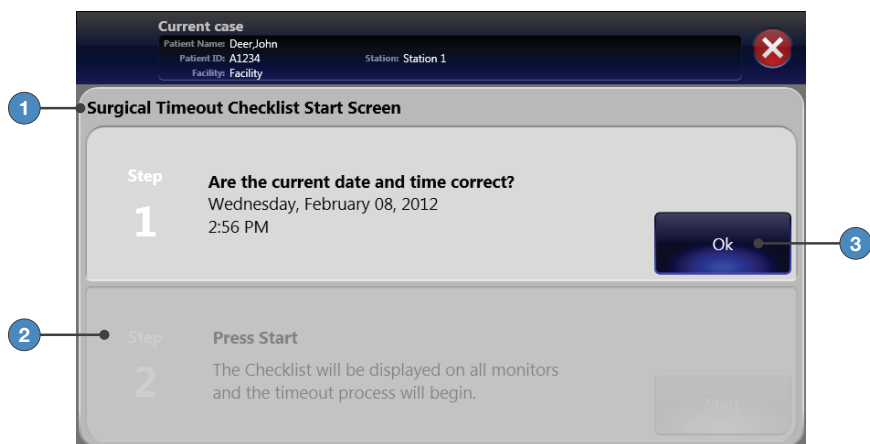 Current case
Patient Name: Deer,John
Patient ID: A1234 Station: Station 1
Facility: Facility
1 Surgical Timeout Checklist Start Screen
Step
1
Are the current date and time correct?
Wednesday, February 08, 2012
2:56 PM
Ok 3
2 Step
2
Press Start
The Checklist will be displayed on all monitors
and the timeout process will begin.
Start